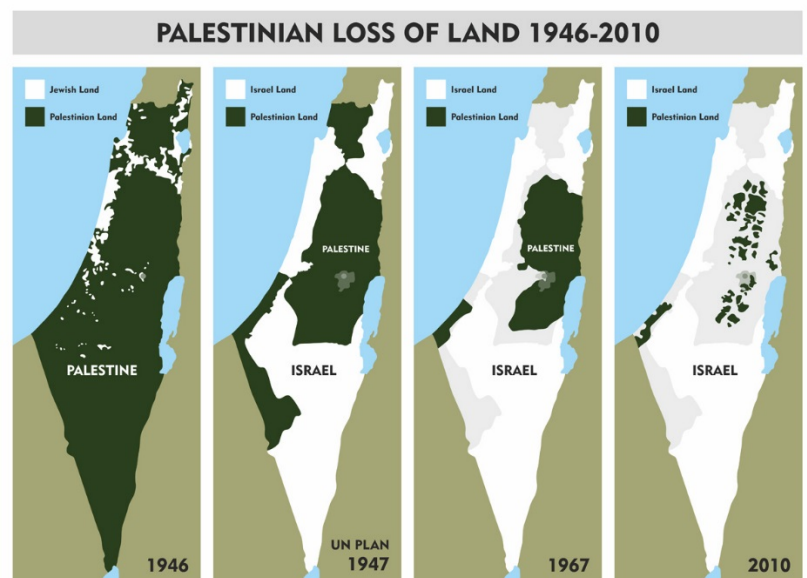 PALESTINIAN LOSS OF LAND 1946-2010
Jewish Land
Palestinian Land
PALESTINE
1946
Israel Land
Palestinian Land
PALESTINE
ISRAEL
UN PLAN
1947
Israel Land
Palestinian Land
PALESTINE
ISRAEL
1967
Israel Land
Palestinian Land
ISRAEL
2010